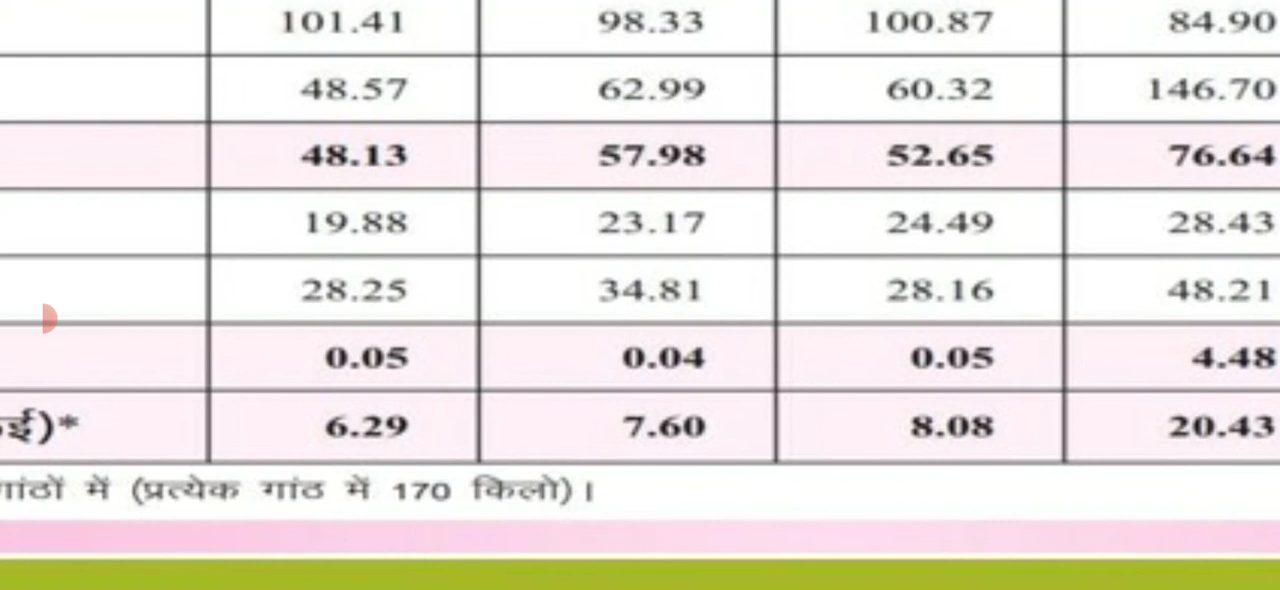 101.41 98.33 100.87 84.90
48.57 62.99 60.32 146.70
48.13 57.98 52.65 76.64
19.88 23.17 24.49 28.43
28.25 34.81 28.16 48.21
0.05 0.04 0.05 4.48
6.29 7.60 8.08 20.43
में (प्रत्येक गांठ में 170 किलो)।